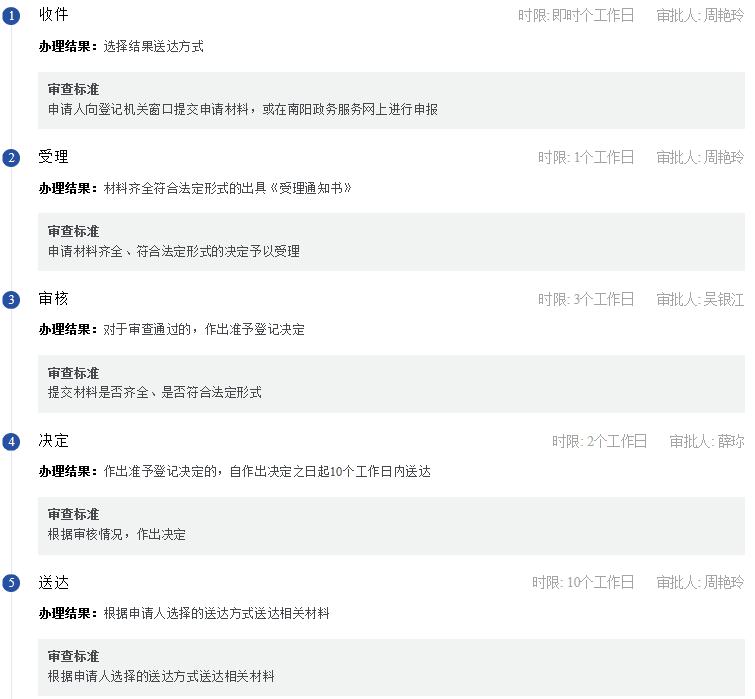 1 收件 时限: 即时个工作日 审批人: 周艳玲
办理结果：选择结果送达方式
审查标准
申请人向登记机关窗口提交申请材料，或在南阳政务服务网上进行申报
2 受理 时限: 1个工作日 审批人: 周艳玲
办理结果：材料齐全符合法定形式的出具《受理通知书》
审查标准
申请材料齐全、符合法定形式的决定予以受理
3 审核 时限: 3个工作日 审批人: 吴银江
办理结果：对于审查通过的，作出准予登记决定
审查标准
提交材料是否齐全、是否符合法定形式
4 决定 时限: 2个工作日 审批人: 薛珎
办理结果：作出准予登记决定的，自作出决定之日起10个工作日内送达
审查标准
根据审核情况，作出决定
5 送达 时限: 10个工作日 审批人: 周艳玲
办理结果：根据申请人选择的送达方式送达相关材料
审查标准
根据申请人选择的送达方式送达相关材料